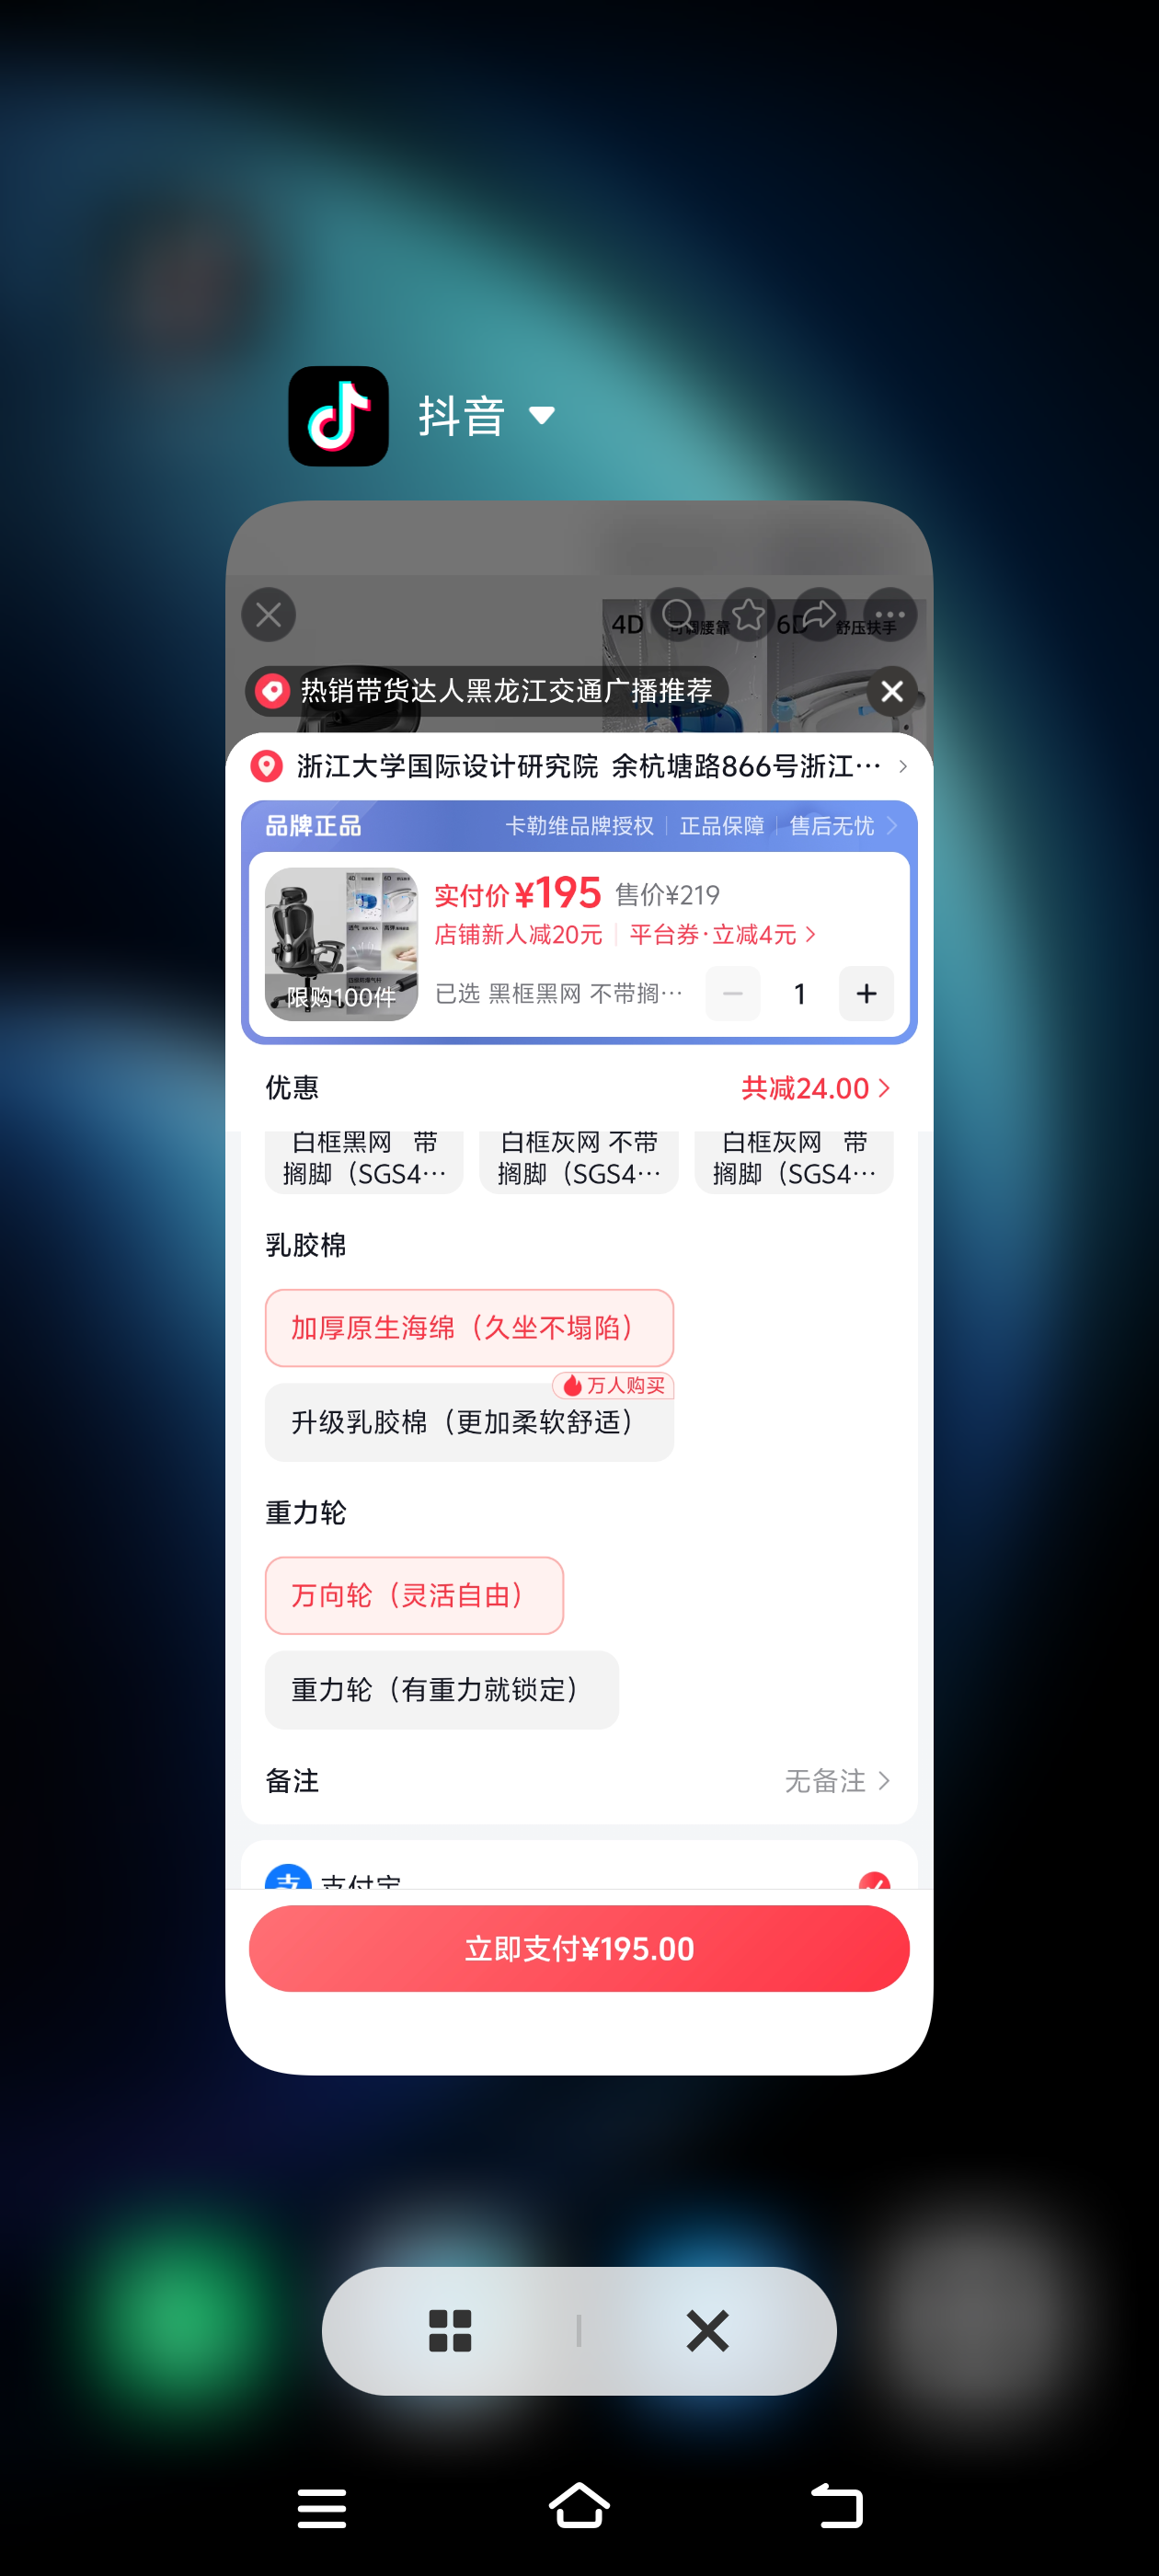 抖音
4D 可调腰靠 6D 舒压扶手
热销带货达人黑龙江交通广播推荐
浙江大学国际设计研究院 余杭塘路866号浙江…
品牌正品 卡勒维品牌授权 正品保障 售后无忧
实付价¥195 售价¥219
店铺新人减20元 平台券·立减4元
限购100件
已选 黑框黑网 不带搁… 1
优惠 共减24.00
白框黑网 带 白框灰网 不带 白框灰网 带
搁脚（SGS4… 搁脚（SGS4… 搁脚（SGS4…
乳胶棉
加厚原生海绵（久坐不塌陷）
万人购买
升级乳胶棉（更加柔软舒适）
重力轮
万向轮（灵活自由）
重力轮（有重力就锁定）
备注 无备注
支付宝
立即支付¥195.00